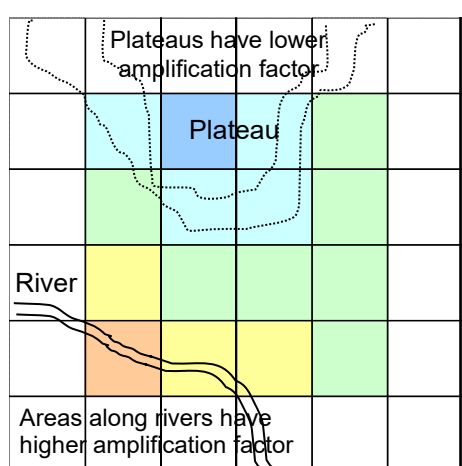 Plateaus have lower
amplification factor
Plateau
River
Areas along rivers have
higher amplification factor